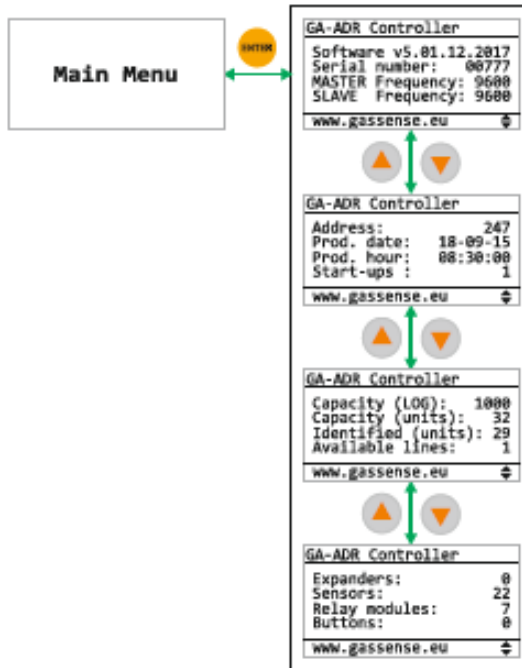 Main Menu
ENTER
GA-ADR Controller
Software v5.01.12.2017
Serial number: 00777
MASTER Frequency: 9600
SLAVE Frequency: 9600
www.gassense.eu
GA-ADR Controller
Address: 247
Prod. date: 18-09-15
Prod. hour: 08:30:00
Start-ups : 1
www.gassense.eu
GA-ADR Controller
Capacity (LOG): 1000
Capacity (units): 32
Identified (units): 29
Available lines: 1
www.gassense.eu
GA-ADR Controller
Expanders: 0
Sensors: 22
Relay modules: 7
Buttons: 0
www.gassense.eu